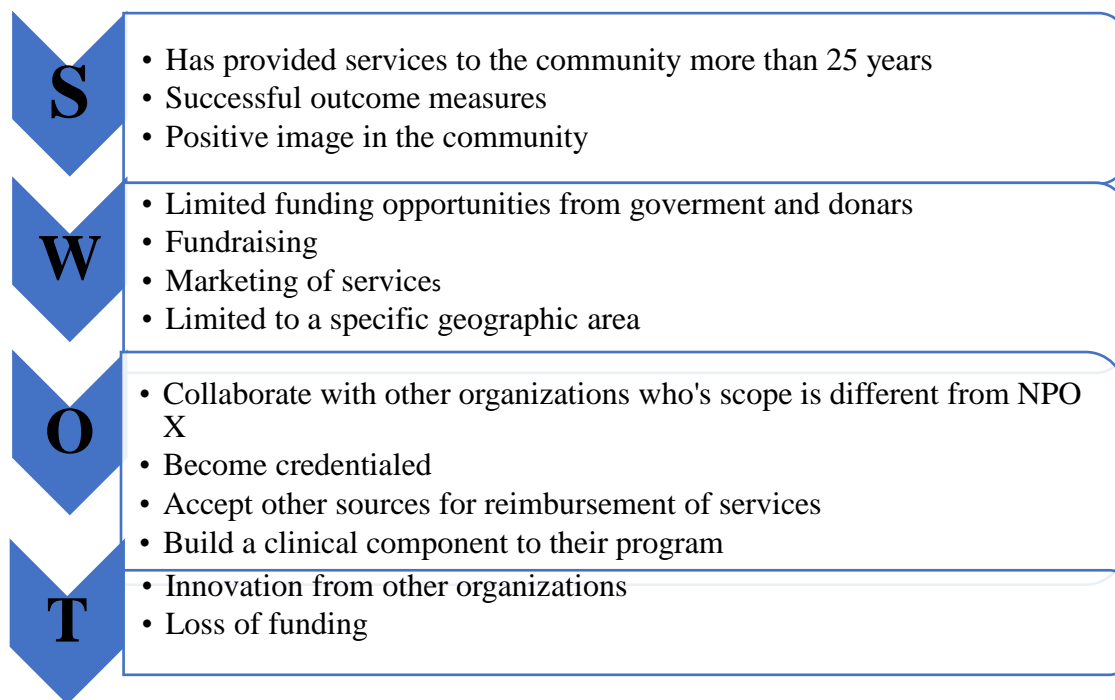 S
• Has provided services to the community more than 25 years
• Successful outcome measures
• Positive image in the community
W
• Limited funding opportunities from goverment and donars
• Fundraising
• Marketing of services
• Limited to a specific geographic area
O
• Collaborate with other organizations who's scope is different from NPO
X
• Become credentialed
• Accept other sources for reimbursement of services
• Build a clinical component to their program
T
• Innovation from other organizations
• Loss of funding